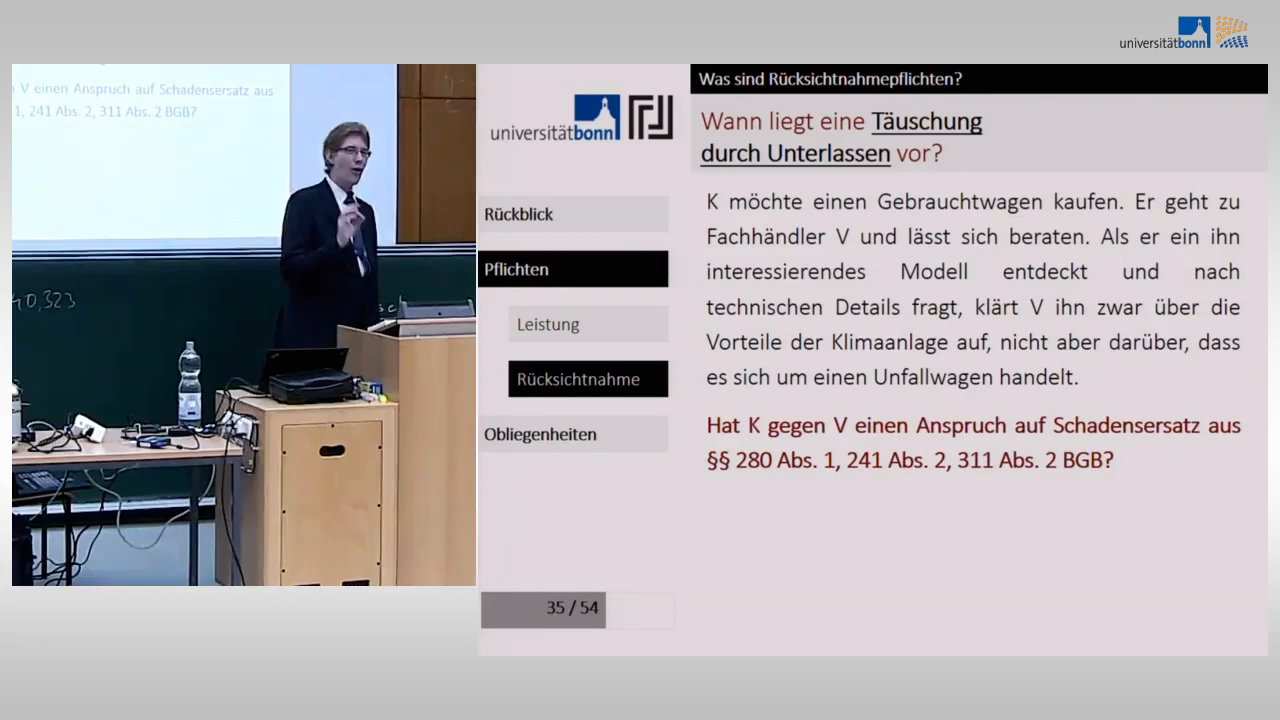 universitätbonn
V einen Anspruch auf Schadensersatz aus
1, 241 Abs. 2, 311 Abs. 2 BGB?
40,323
universitätbonn
Rückblick
Pflichten
Leistung
Rücksichtnahme
Obliegenheiten
35 / 54
Was sind Rücksichtnahmepflichten?
Wann liegt eine Täuschung
durch Unterlassen vor?
K möchte einen Gebrauchtwagen kaufen. Er geht zu
Fachhändler V und lässt sich beraten. Als er ein ihn
interessierendes Modell entdeckt und nach
technischen Details fragt, klärt V ihn zwar über die
Vorteile der Klimaanlage auf, nicht aber darüber, dass
es sich um einen Unfallwagen handelt.
Hat K gegen V einen Anspruch auf Schadensersatz aus
§§ 280 Abs. 1, 241 Abs. 2, 311 Abs. 2 BGB?